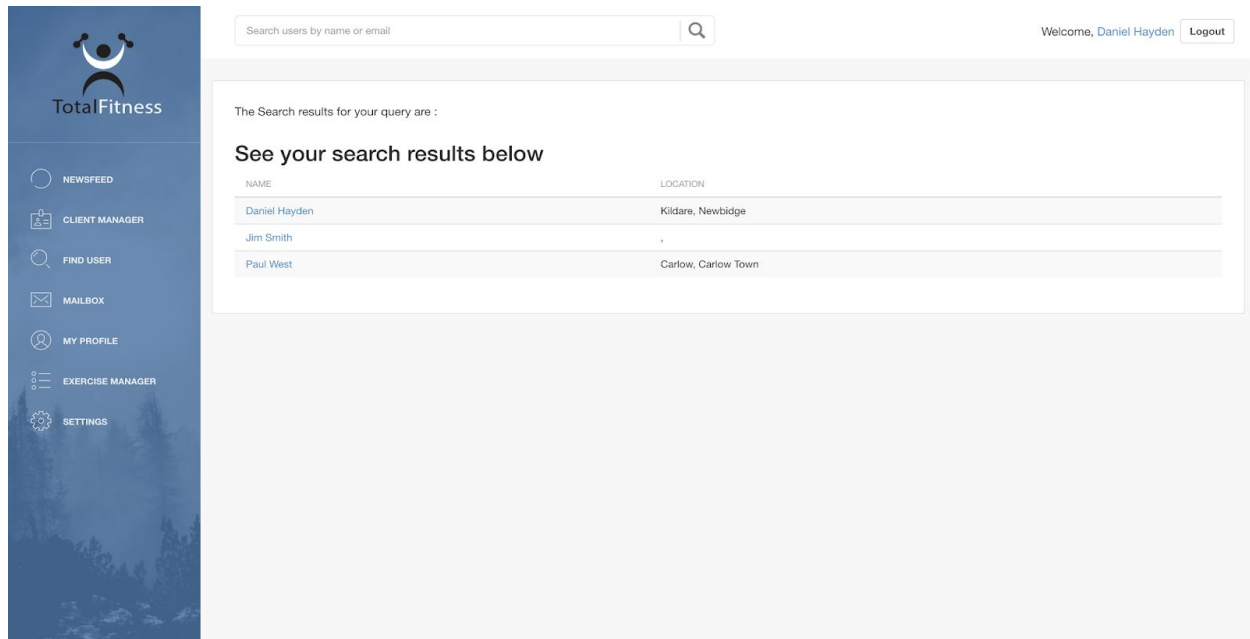 TotalFitness
NEWSFEED
CLIENT MANAGER
FIND USER
MAILBOX
MY PROFILE
EXERCISE MANAGER
SETTINGS
Search users by name or email
Welcome, Daniel Hayden Logout
The Search results for your query are :
See your search results below
NAME LOCATION
Daniel Hayden Kildare, Newbidge
Jim Smith ,
Paul West Carlow, Carlow Town